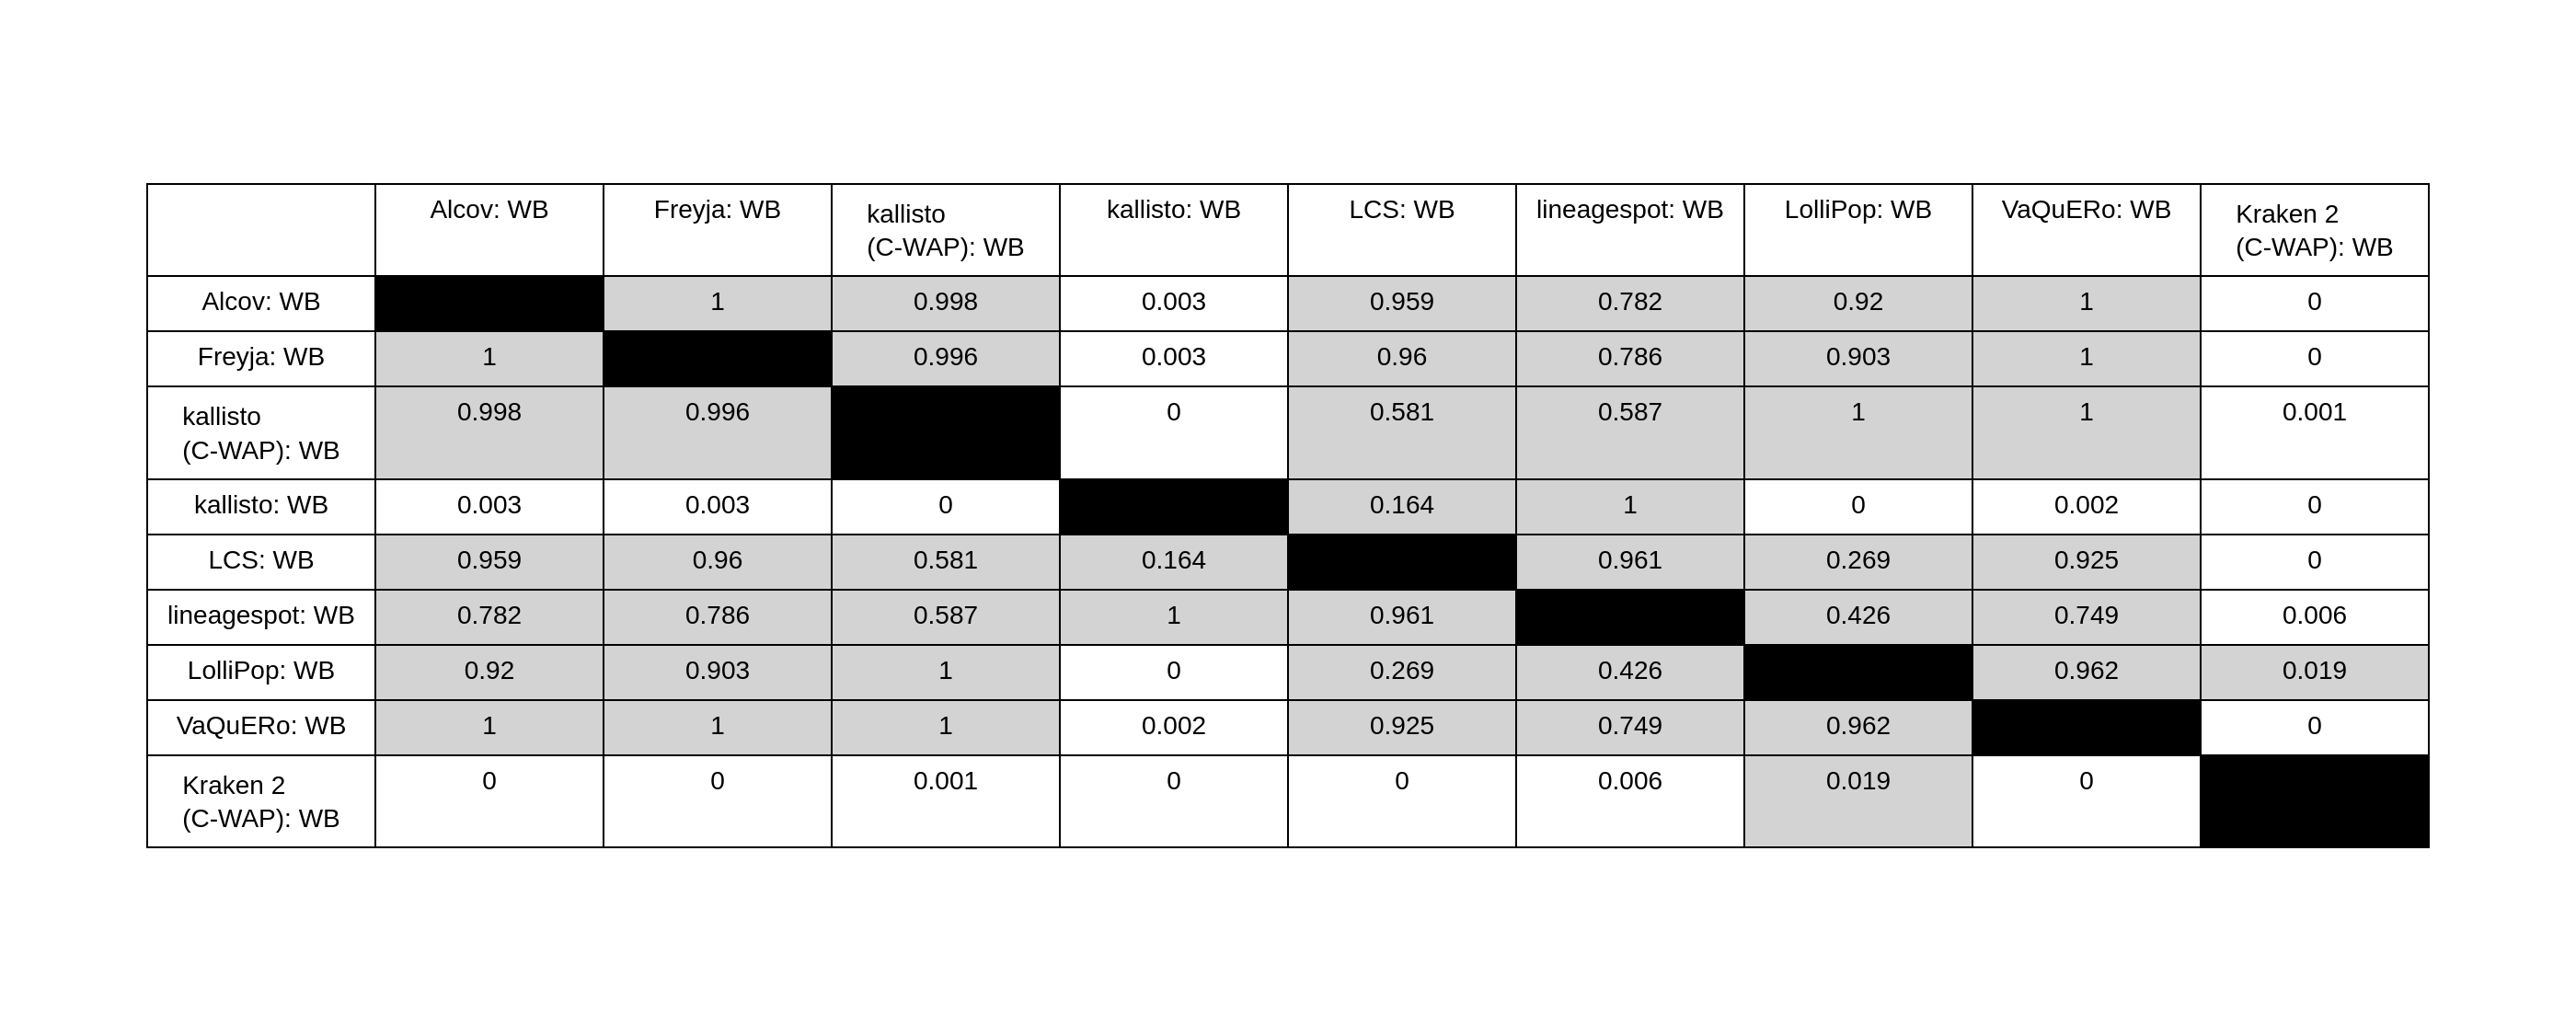 Alcov: WB Freyja: WB kallisto (C-WAP): WB kallisto: WB LCS: WB lineagespot: WB LolliPop: WB VaQuERo: WB Kraken 2 (C-WAP): WB
Alcov: WB 1 0.998 0.003 0.959 0.782 0.92 1 0
Freyja: WB 1 0.996 0.003 0.96 0.786 0.903 1 0
kallisto (C-WAP): WB 0.998 0.996 0 0.581 0.587 1 1 0.001
kallisto: WB 0.003 0.003 0 0.164 1 0 0.002 0
LCS: WB 0.959 0.96 0.581 0.164 0.961 0.269 0.925 0
lineagespot: WB 0.782 0.786 0.587 1 0.961 0.426 0.749 0.006
LolliPop: WB 0.92 0.903 1 0 0.269 0.426 0.962 0.019
VaQuERo: WB 1 1 1 0.002 0.925 0.749 0.962 0
Kraken 2 (C-WAP): WB 0 0 0.001 0 0 0.006 0.019 0